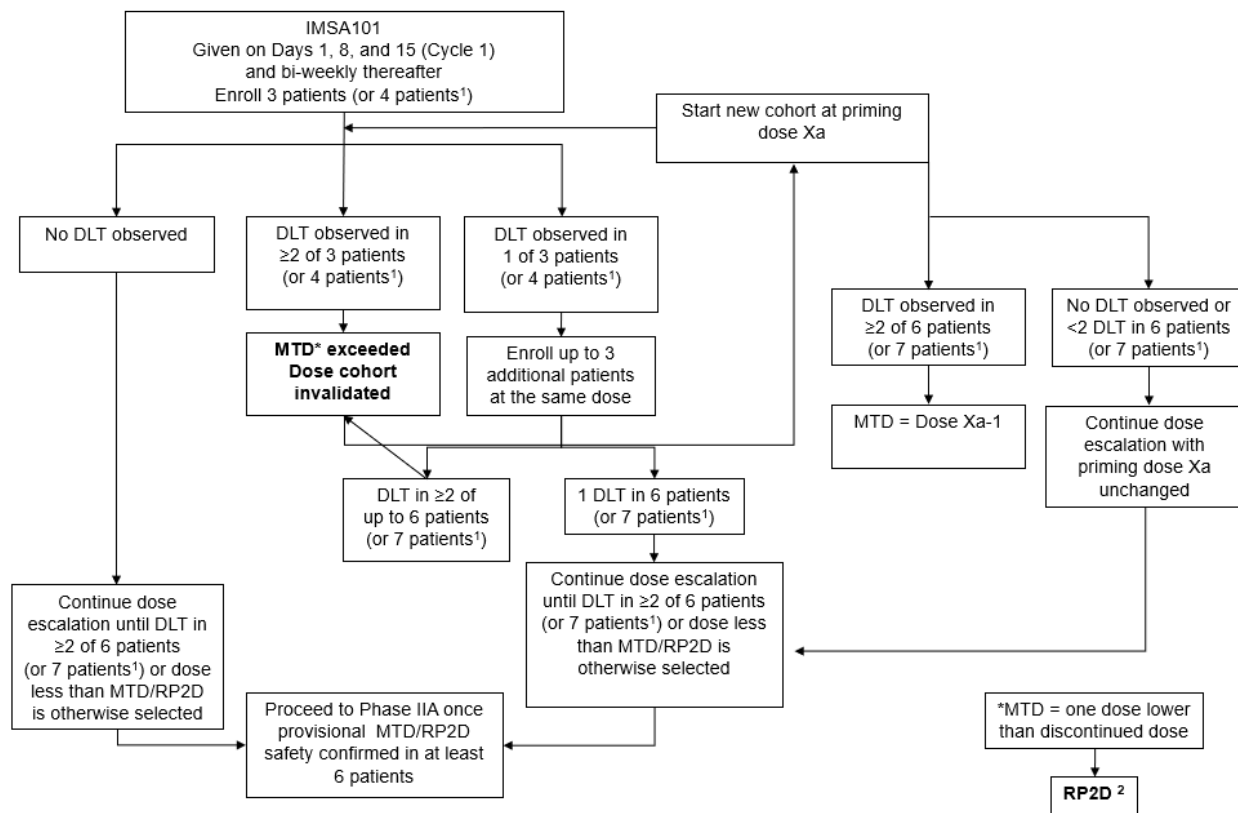 IMSA101
Given on Days 1, 8, and 15 (Cycle 1)
and bi-weekly thereafter
Enroll 3 patients (or 4 patients¹)
Start new cohort at priming
dose Xa
No DLT observed
DLT observed in
≥2 of 3 patients
(or 4 patients¹)
DLT observed in
1 of 3 patients
(or 4 patients¹)
DLT observed in
≥2 of 6 patients
(or 7 patients¹)
No DLT observed or
<2 DLT in 6 patients
(or 7 patients¹)
MTD* exceeded
Dose cohort
invalidated
Enroll up to 3
additional patients
at the same dose
MTD = Dose Xa-1
Continue dose
escalation with
priming dose Xa
unchanged
DLT in ≥2 of
up to 6 patients
(or 7 patients¹)
1 DLT in 6 patients
(or 7 patients¹)
Continue dose
escalation until DLT in
≥2 of 6 patients
(or 7 patients¹) or dose
less than MTD/RP2D
is otherwise selected
Continue dose escalation
until DLT in ≥2 of 6 patients
(or 7 patients¹) or dose less
than MTD/RP2D is
otherwise selected
Proceed to Phase IIA once
provisional MTD/RP2D
safety confirmed in at least
6 patients
*MTD = one dose lower
than discontinued dose
RP2D ²